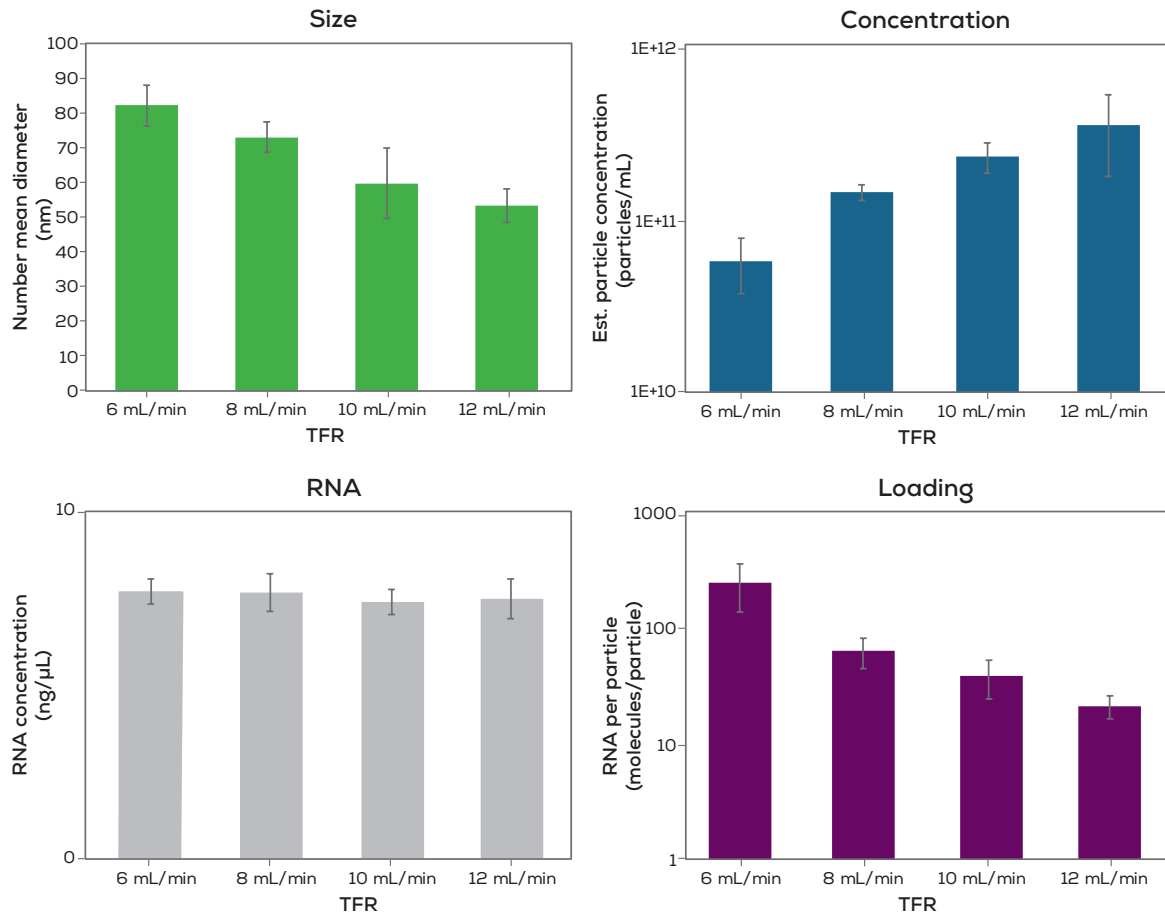 Size
100
90
80
70
60
50
40
30
20
10
0
Number mean diameter
(nm)
6 mL/min 8 mL/min 10 mL/min 12 mL/min
TFR
Concentration
1E+12
1E+11
1E+10
Est. particle concentration
(particles/mL)
6 mL/min 8 mL/min 10 mL/min 12 mL/min
TFR
RNA
10
0
RNA concentration
(ng/µL)
6 mL/min 8 mL/min 10 mL/min 12 mL/min
TFR
Loading
1000
100
10
1
RNA per particle
(molecules/particle)
6 mL/min 8 mL/min 10 mL/min 12 mL/min
TFR